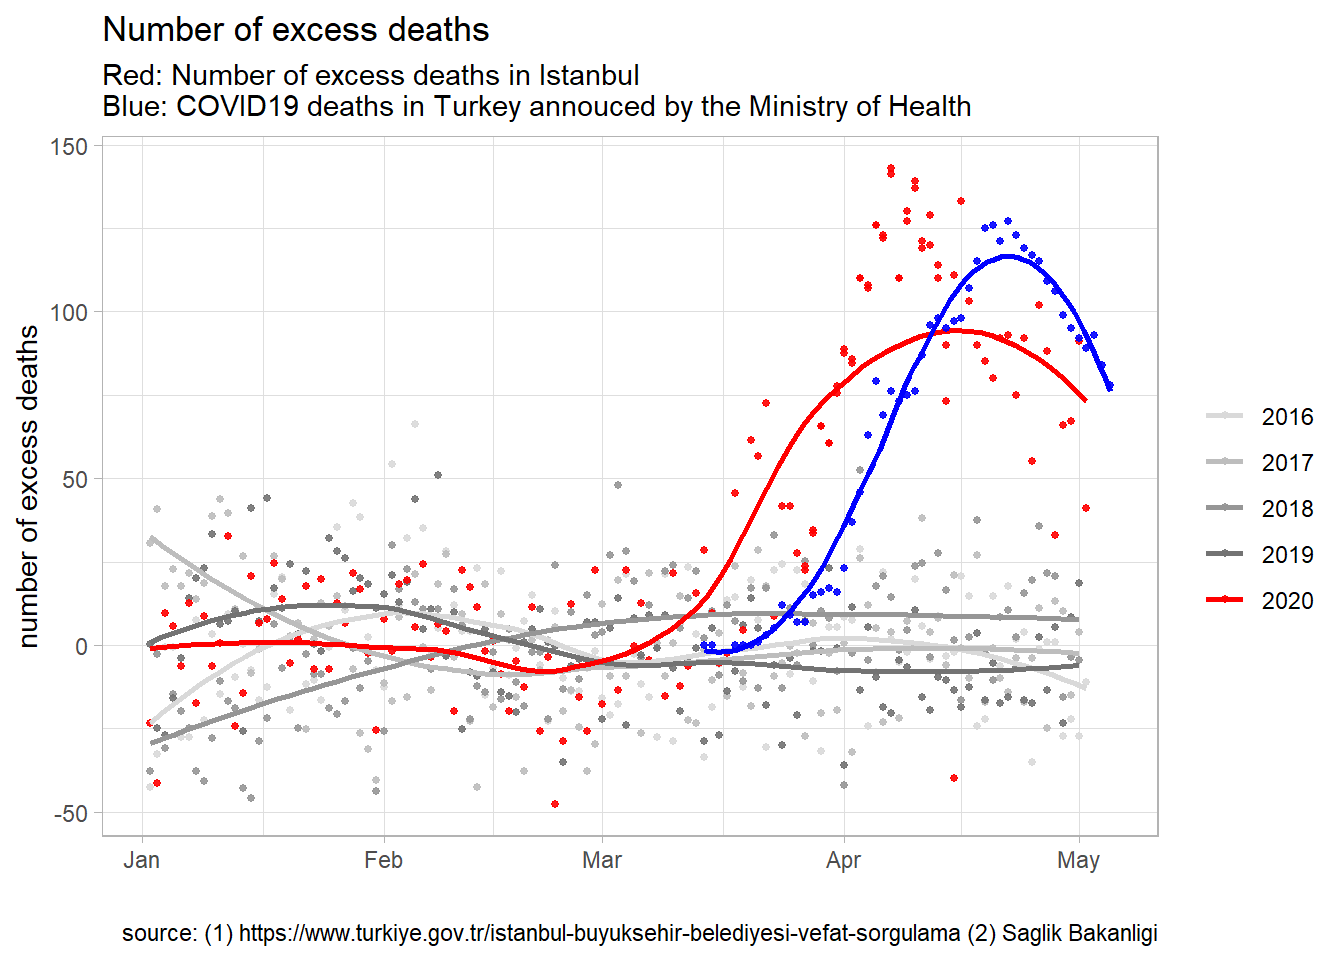 Number of excess deaths
Red: Number of excess deaths in Istanbul
Blue: COVID19 deaths in Turkey annouced by the Ministry of Health
number of excess deaths
150
100
50
0
-50
Jan
Feb
Mar
Apr
May
2016
2017
2018
2019
2020
source: (1) https://www.turkiye.gov.tr/istanbul-buyuksehir-belediyesi-vefat-sorgulama (2) Saglik Bakanligi